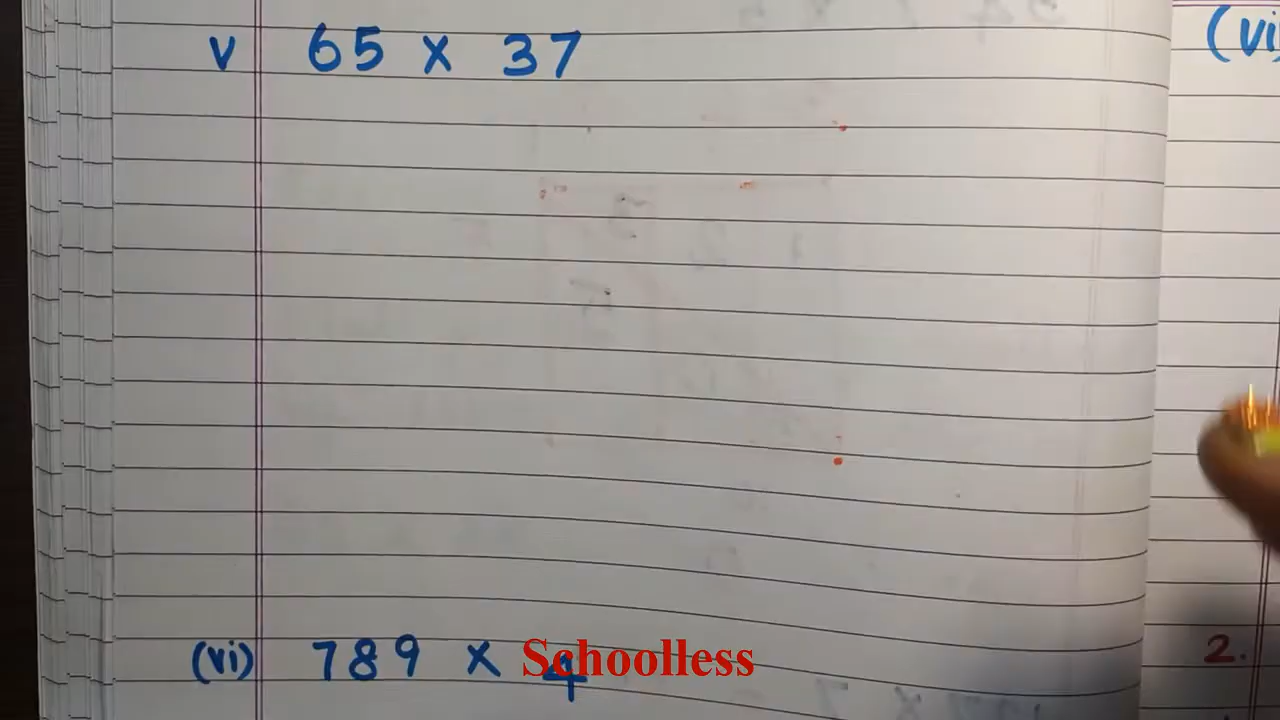 v 65 x 37
(vi)
(vi) 789 x 4
Schoolless
2.